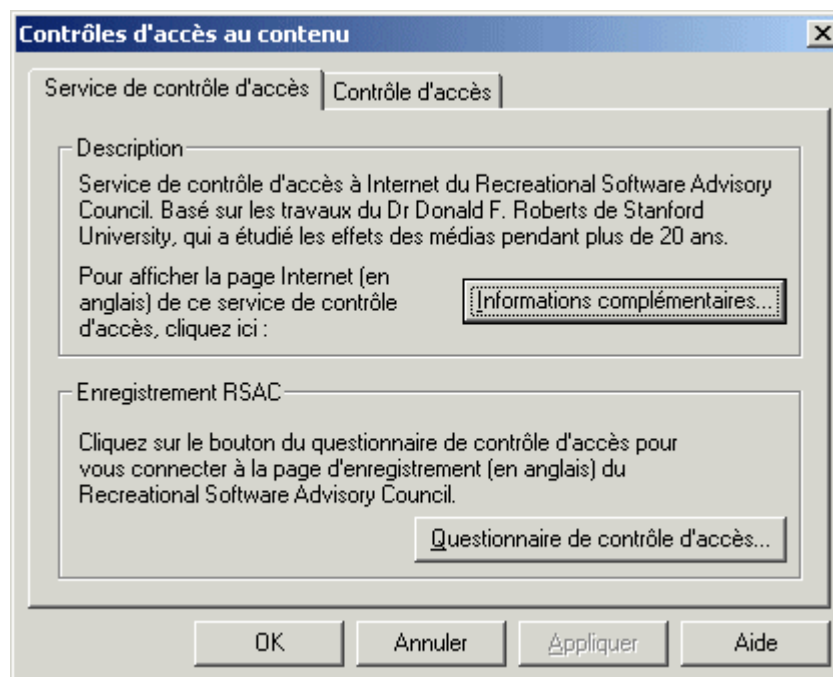 Contrôles d'accès au contenu
Service de contrôle d'accès
Contrôle d'accès
Description
Service de contrôle d'accès à Internet du Recreational Software Advisory
Council. Basé sur les travaux du Dr Donald F. Roberts de Stanford
University, qui a étudié les effets des médias pendant plus de 20 ans.
Pour afficher la page Internet (en
anglais) de ce service de contrôle
d'accès, cliquez ici :
Informations complémentaires...
Enregistrement RSAC
Cliquez sur le bouton du questionnaire de contrôle d'accès pour
vous connecter à la page d'enregistrement (en anglais) du
Recreational Software Advisory Council.
Questionnaire de contrôle d'accès...
OK
Annuler
Appliquer
Aide